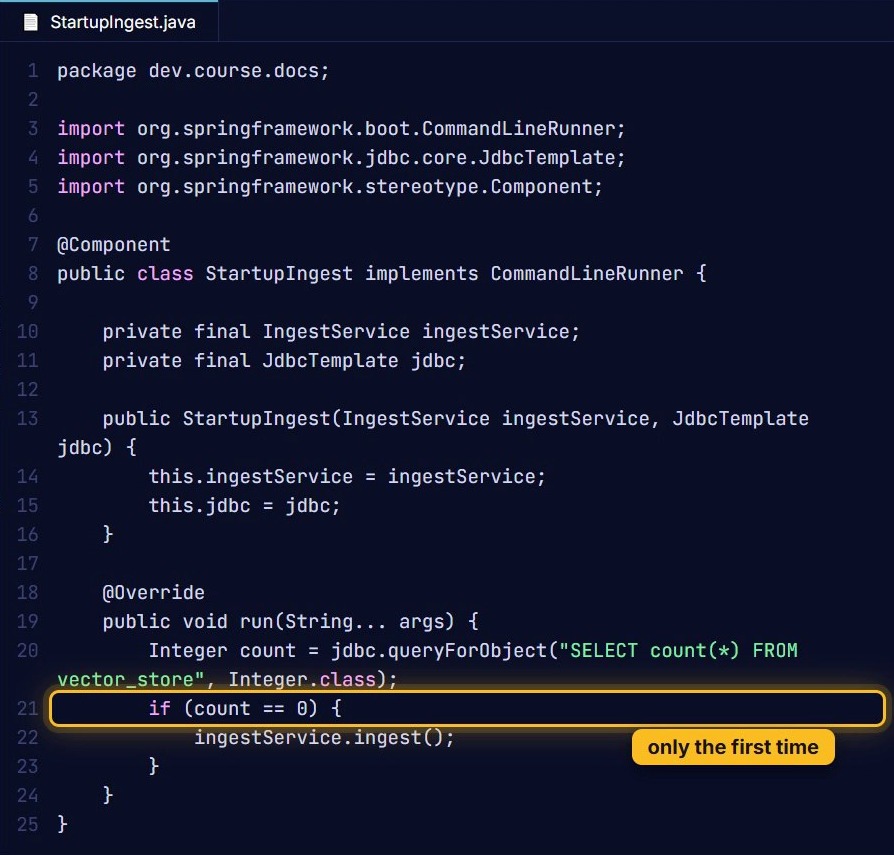 StartupIngest.java
1 package dev.course.docs;
2
3 import org.springframework.boot.CommandLineRunner;
4 import org.springframework.jdbc.core.JdbcTemplate;
5 import org.springframework.stereotype.Component;
6
7 @Component
8 public class StartupIngest implements CommandLineRunner {
9
10     private final IngestService ingestService;
11     private final JdbcTemplate jdbc;
12
13     public StartupIngest(IngestService ingestService, JdbcTemplate
jdbc) {
14         this.ingestService = ingestService;
15         this.jdbc = jdbc;
16     }
17
18     @Override
19     public void run(String... args) {
20         Integer count = jdbc.queryForObject("SELECT count(*) FROM
vector_store", Integer.class);
21         if (count == 0) {
22             ingestService.ingest();
only the first time
23         }
24     }
25 }